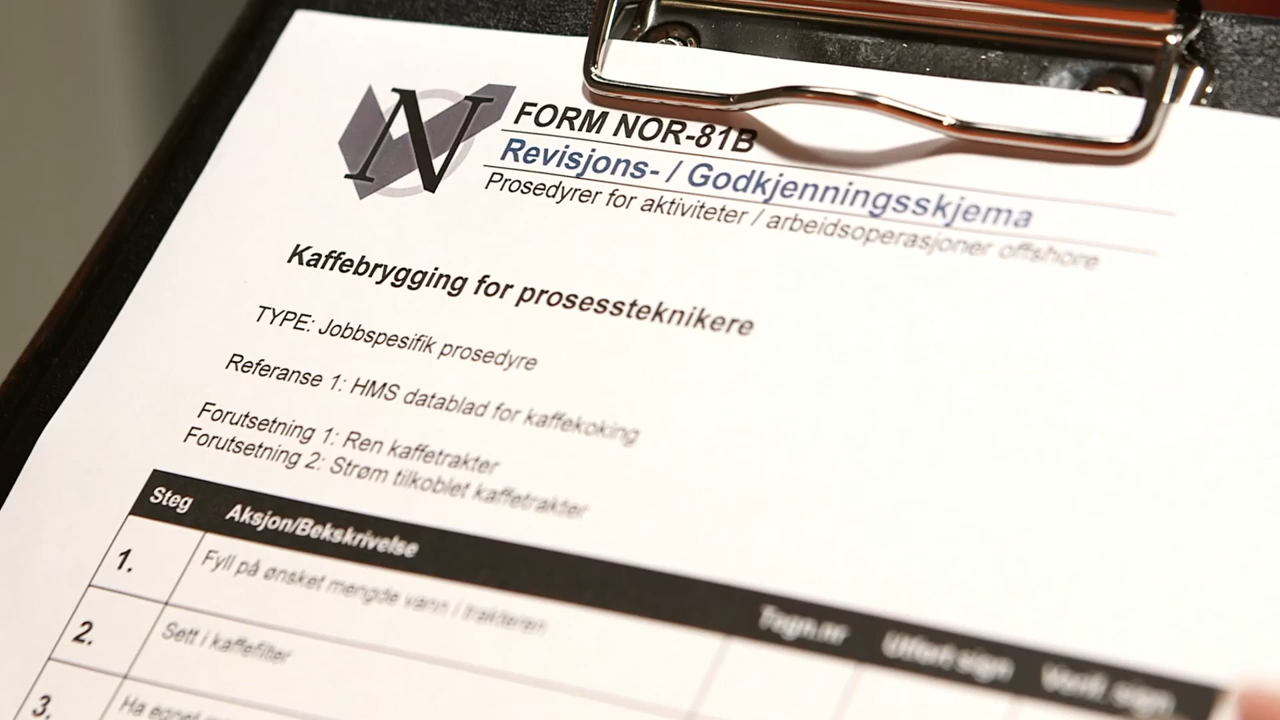 N
FORM NOR-81B
Revisjons- / Godkjenningsskjema
Prosedyrer for aktiviteter / arbeidsoperasjoner offshore
Kaffebrygging for prosessteknikere
TYPE: Jobbspesifik prosedyre
Referanse 1: HMS datablad for kaffekoking
Forutsetning 1: Ren kaffetrakter
Forutsetning 2: Strøm tilkoblet kaffetrakter
Steg Aksjon/Bekskrivelse Tegn.nr Utført sign Verif. sign.
1. Fyll på ønsket mengde vann i trakteren
2. Sett i kaffefilter
3. Ha egnet